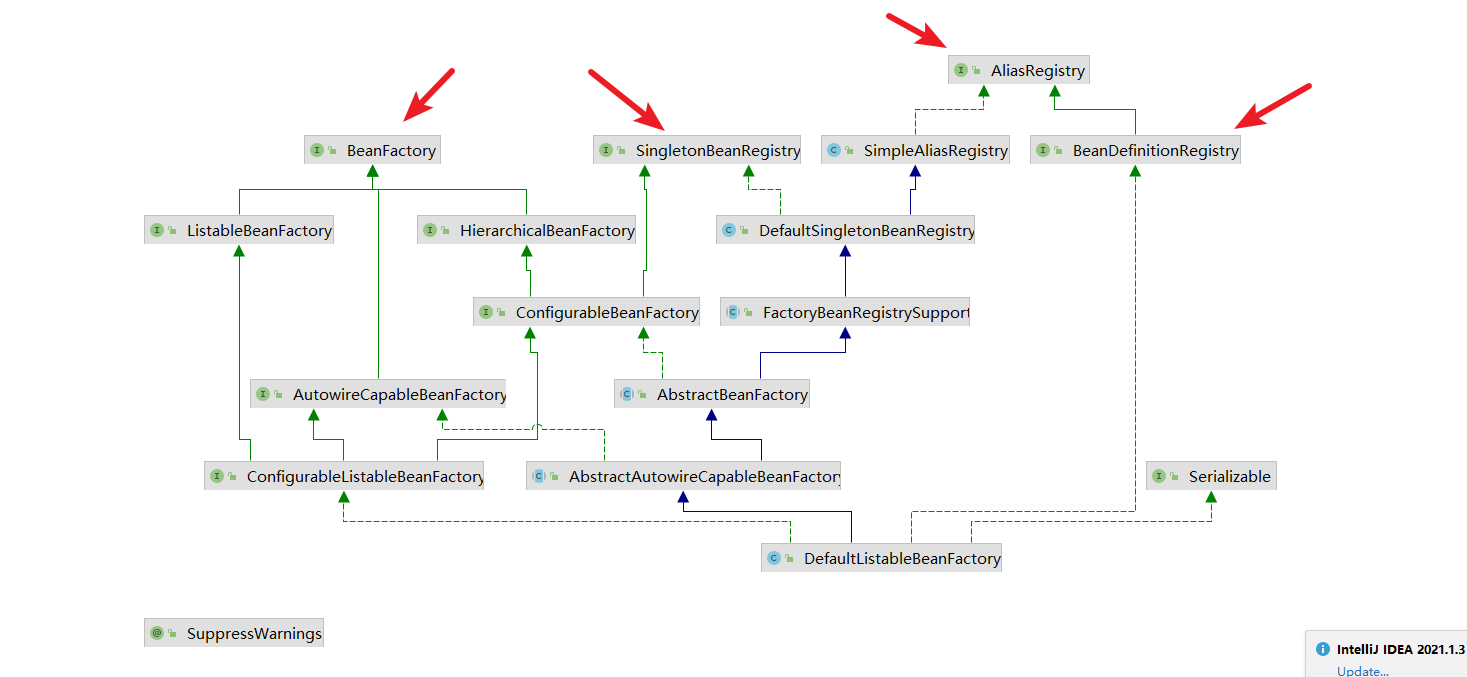 AliasRegistry
BeanFactory
SingletonBeanRegistry
SimpleAliasRegistry
BeanDefinitionRegistry
ListableBeanFactory
HierarchicalBeanFactory
DefaultSingletonBeanRegistry
ConfigurableBeanFactory
FactoryBeanRegistrySupport
AutowireCapableBeanFactory
AbstractBeanFactory
ConfigurableListableBeanFactory
AbstractAutowireCapableBeanFactory
Serializable
DefaultListableBeanFactory
SuppressWarnings
IntelliJ IDEA 2021.1.3
Update...